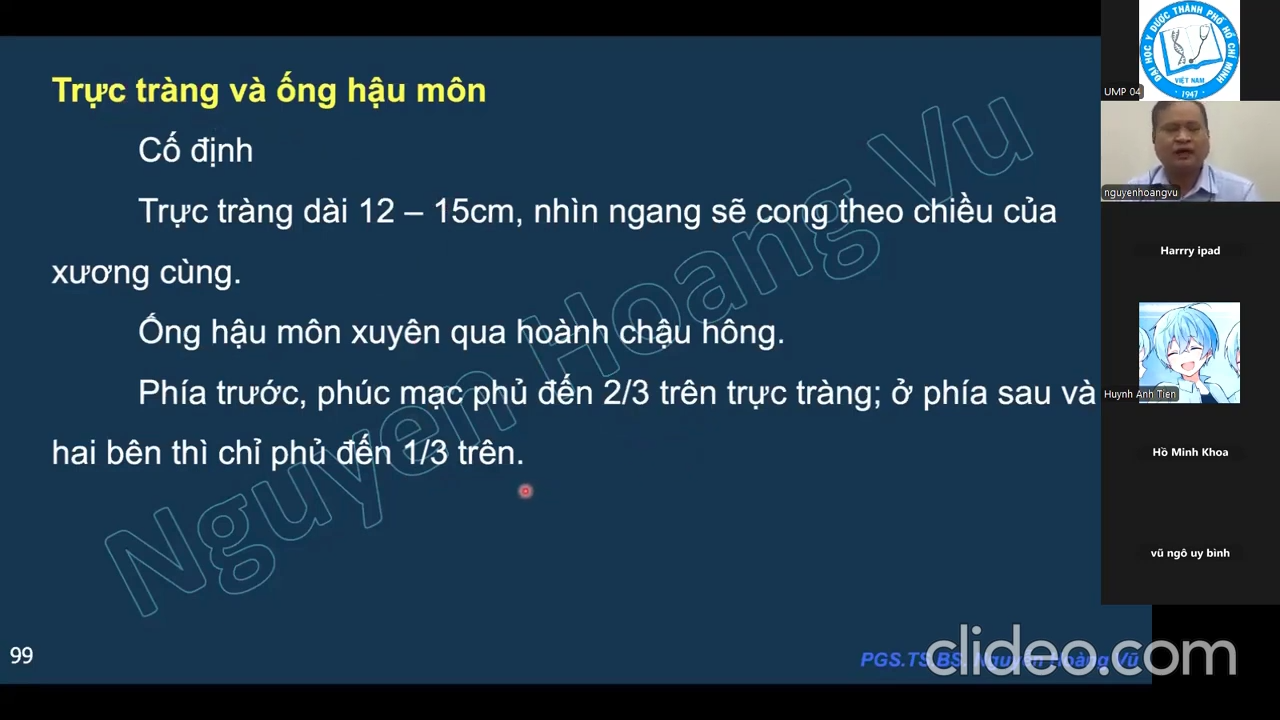 Trực tràng và ống hậu môn
Cố định
Trực tràng dài 12 – 15cm, nhìn ngang sẽ cong theo chiều của
xương cùng.
Ống hậu môn xuyên qua hoành chậu hông.
Phía trước, phúc mạc phủ đến 2/3 trên trực tràng; ở phía sau và
hai bên thì chỉ phủ đến 1/3 trên.
Nguyen Hoang Vu
99
PGS.TS.BS. Nguyễn Hoàng Vũ
clideo.com
ĐẠI HỌC Y DƯỢC THÀNH PHỐ HỒ CHÍ MINH
VIỆT NAM
1947
UMP 04
nguyenhoangvu
Harrry ipad
Huynh Anh Tien
Hồ Minh Khoa
vũ ngô uy bình